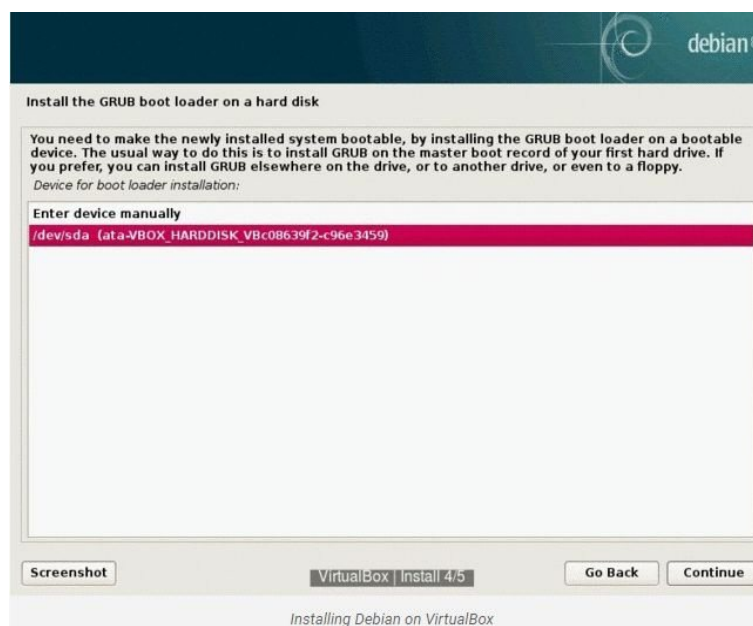 debian
Install the GRUB boot loader on a hard disk
You need to make the newly installed system bootable, by installing the GRUB boot loader on a bootable
device. The usual way to do this is to install GRUB on the master boot record of your first hard drive. If
you prefer, you can install GRUB elsewhere on the drive, or to another drive, or even to a floppy.
Device for boot loader installation:
Enter device manually
/dev/sda (ata-VBOX_HARDDISK_VBc08639f2-c96e3459)
Screenshot
VirtualBox | Install 4/5
Go Back
Continue
Installing Debian on VirtualBox